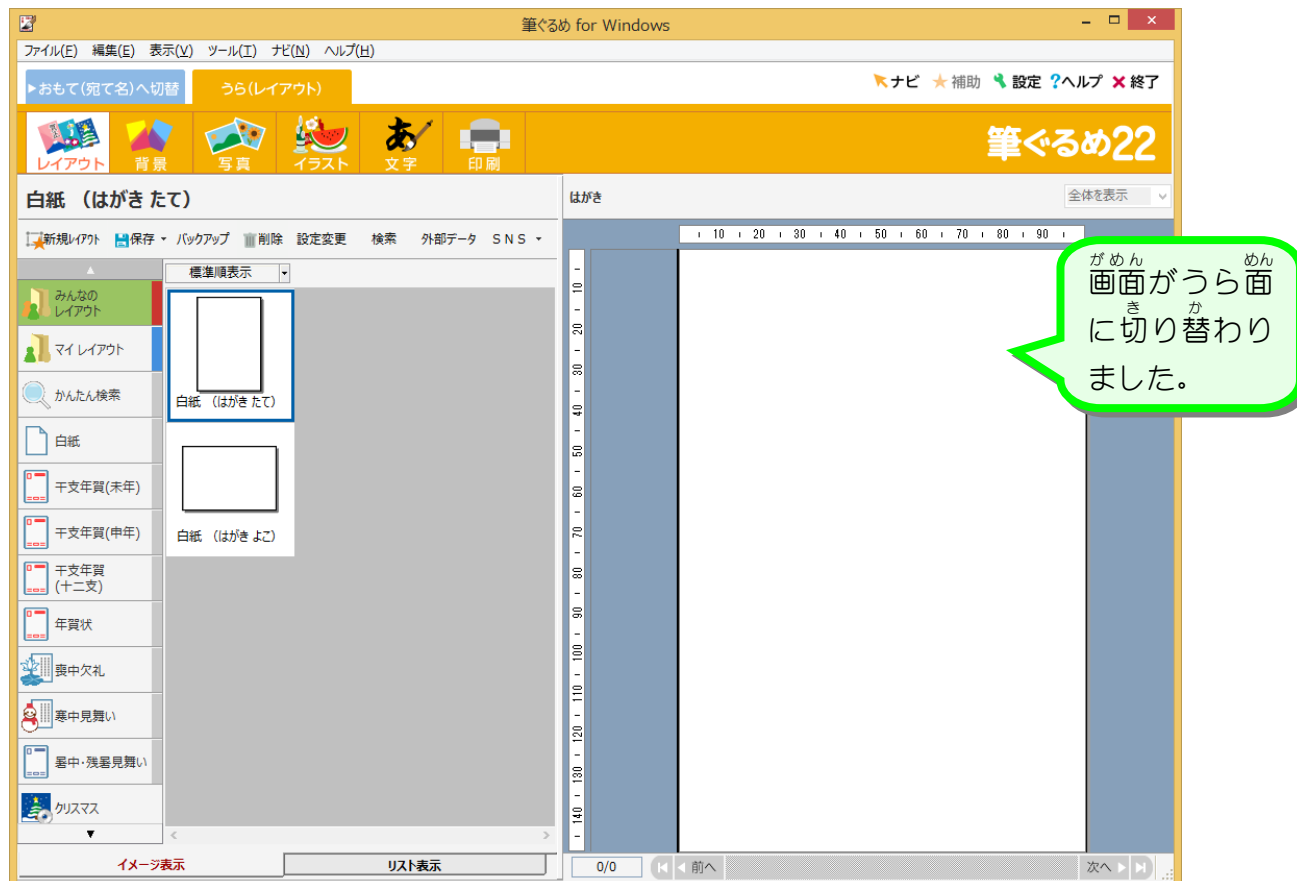 筆ぐるめ for Windows
ファイル(F) 編集(E) 表示(V) ツール(T) ナビ(N) ヘルプ(H)
▶おもて(宛て名)へ切替 うら(レイアウト)
ナビ 補助 設定 ?ヘルプ 終了
レイアウト 背景 写真 イラスト 文字 印刷
筆ぐるめ22
白紙 (はがき たて)
はがき
全体を表示
新規レイアウト 保存 バックアップ 削除 設定変更 検索 外部データ SNS
標準順表示
みんなの
レイアウト
マイ レイアウト
かんたん検索
白紙
干支年賀(未年)
干支年賀(申年)
干支年賀
(十二支)
年賀状
喪中欠礼
寒中見舞い
暑中・残暑見舞い
クリスマス
白紙 (はがき たて)
白紙 (はがき よこ)
イメージ表示 リスト表示
10 20 30 40 50 60 70 80 90
10
20
30
40
50
60
70
80
90
100
110
120
130
140
がめん めん
画面がうら面
き か
に切り替わり
ました。
0/0 前へ 次へ